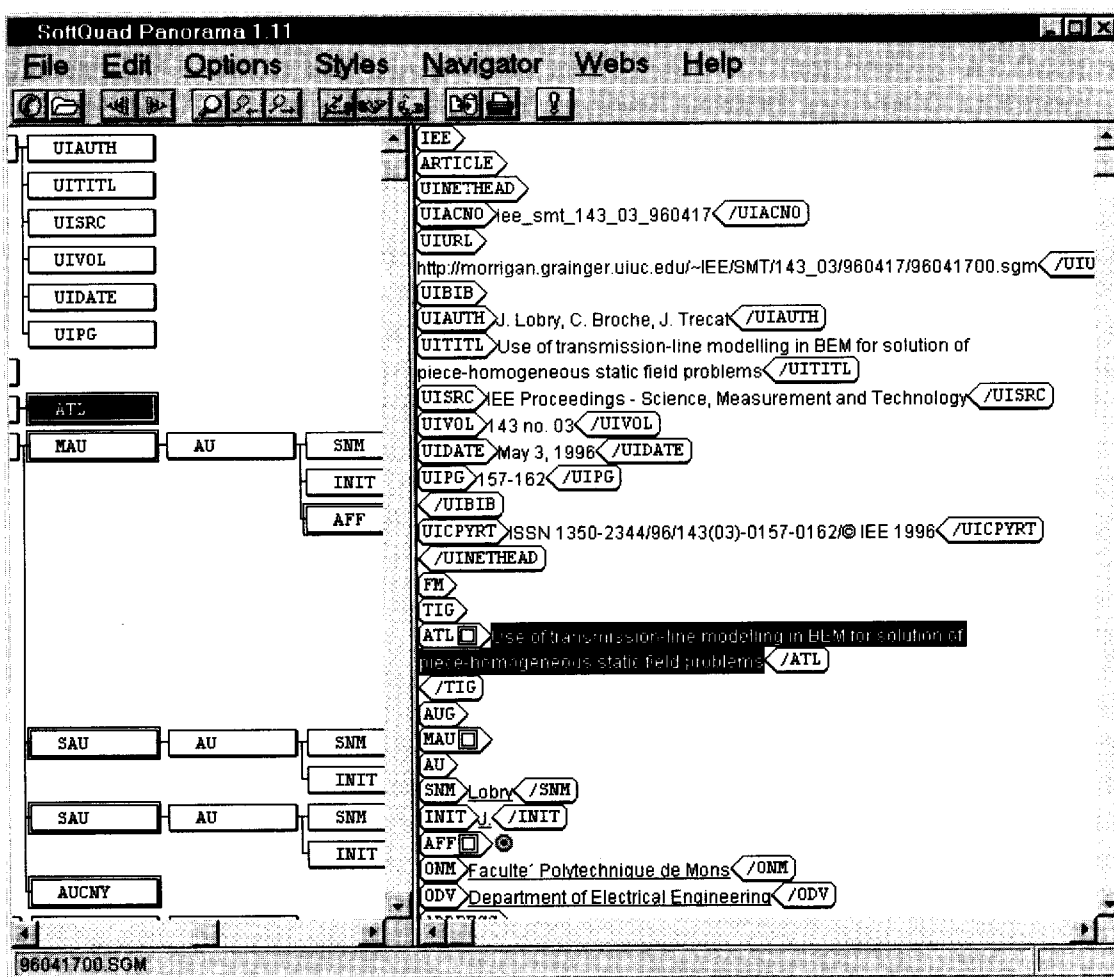 SoftQuad Panorama 1.11
File Edit Options Styles Navigator Webs Help
UIAUTH
UITITL
UISRC
UIVOL
UIDATE
UIPG
ATL
MAU AU SNM
INIT
AFF
SAU AU SNM
INIT
SAU AU SNM
INIT
AUCNY
IEE
ARTICLE
UINETHEAD
UIACNO iee_smt_143_03_960417 /UIACNO
UIURL
http://morrigan.grainger.uiuc.edu/~IEE/SMT/143_03/960417/96041700.sgm /UIU
UIBIB
UIAUTH J. Lobry, C. Broche, J. Trecat /UIAUTH
UITITL Use of transmission-line modelling in BEM for solution of
piece-homogeneous static field problems /UITITL
UISRC IEE Proceedings - Science, Measurement and Technology /UISRC
UIVOL 143 no. 03 /UIVOL
UIDATE May 3, 1996 /UIDATE
UIPG 157-162 /UIPG
/UIBIB
UICPYRT ISSN 1350-2344/96/143(03)-0157-0162/© IEE 1996 /UICPYRT
/UINETHEAD
FM
TIG
ATL Use of transmission-line modelling in BEM for solution of
piece-homogeneous static field problems /ATL
/TIG
AUG
MAU
AU
SNM Lobry /SNM
INIT J. /INIT
AFF
ONM Faculte´ Polytechnique de Mons /ONM
ODV Department of Electrical Engineering /ODV
96041700.SGM